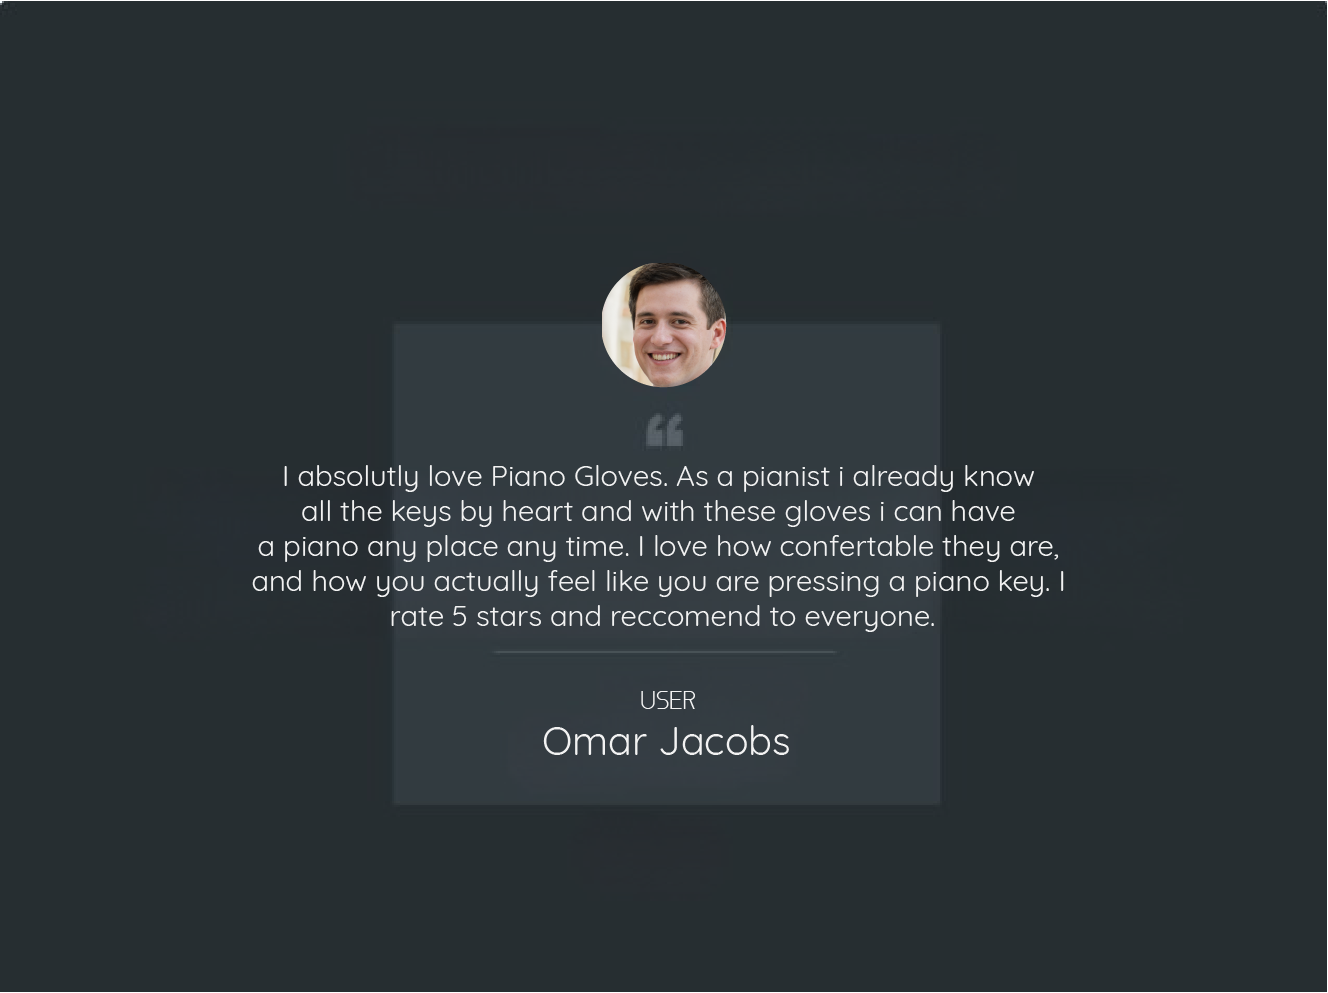 “
I absolutly love Piano Gloves. As a pianist i already know
all the keys by heart and with these gloves i can have
a piano any place any time. I love how confertable they are,
and how you actually feel like you are pressing a piano key. I
rate 5 stars and reccomend to everyone.
USER
Omar Jacobs